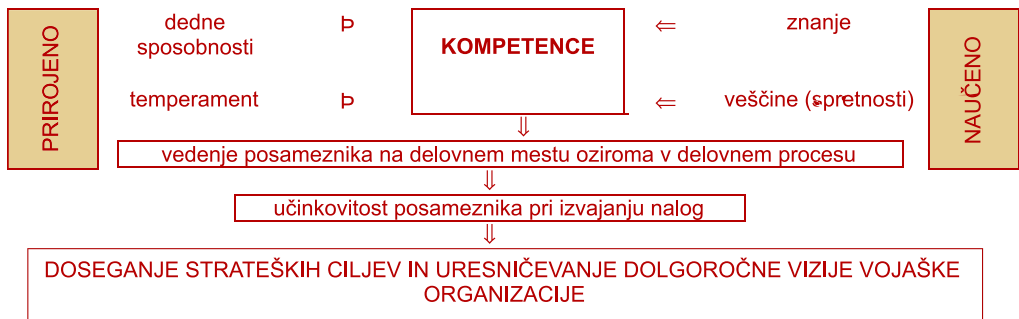 PRIROJENO
dedne
sposobnosti
Þ
KOMPETENCE
⇐
znanje
temperament
Þ
⇐
veščine (spretnosti)
NAUČENO
⇓
vedenje posameznika na delovnem mestu oziroma v delovnem procesu
⇓
učinkovitost posameznika pri izvajanju nalog
⇓
DOSEGANJE STRATEŠKIH CILJEV IN URESNIČEVANJE DOLGOROČNE VIZIJE VOJAŠKE
ORGANIZACIJE